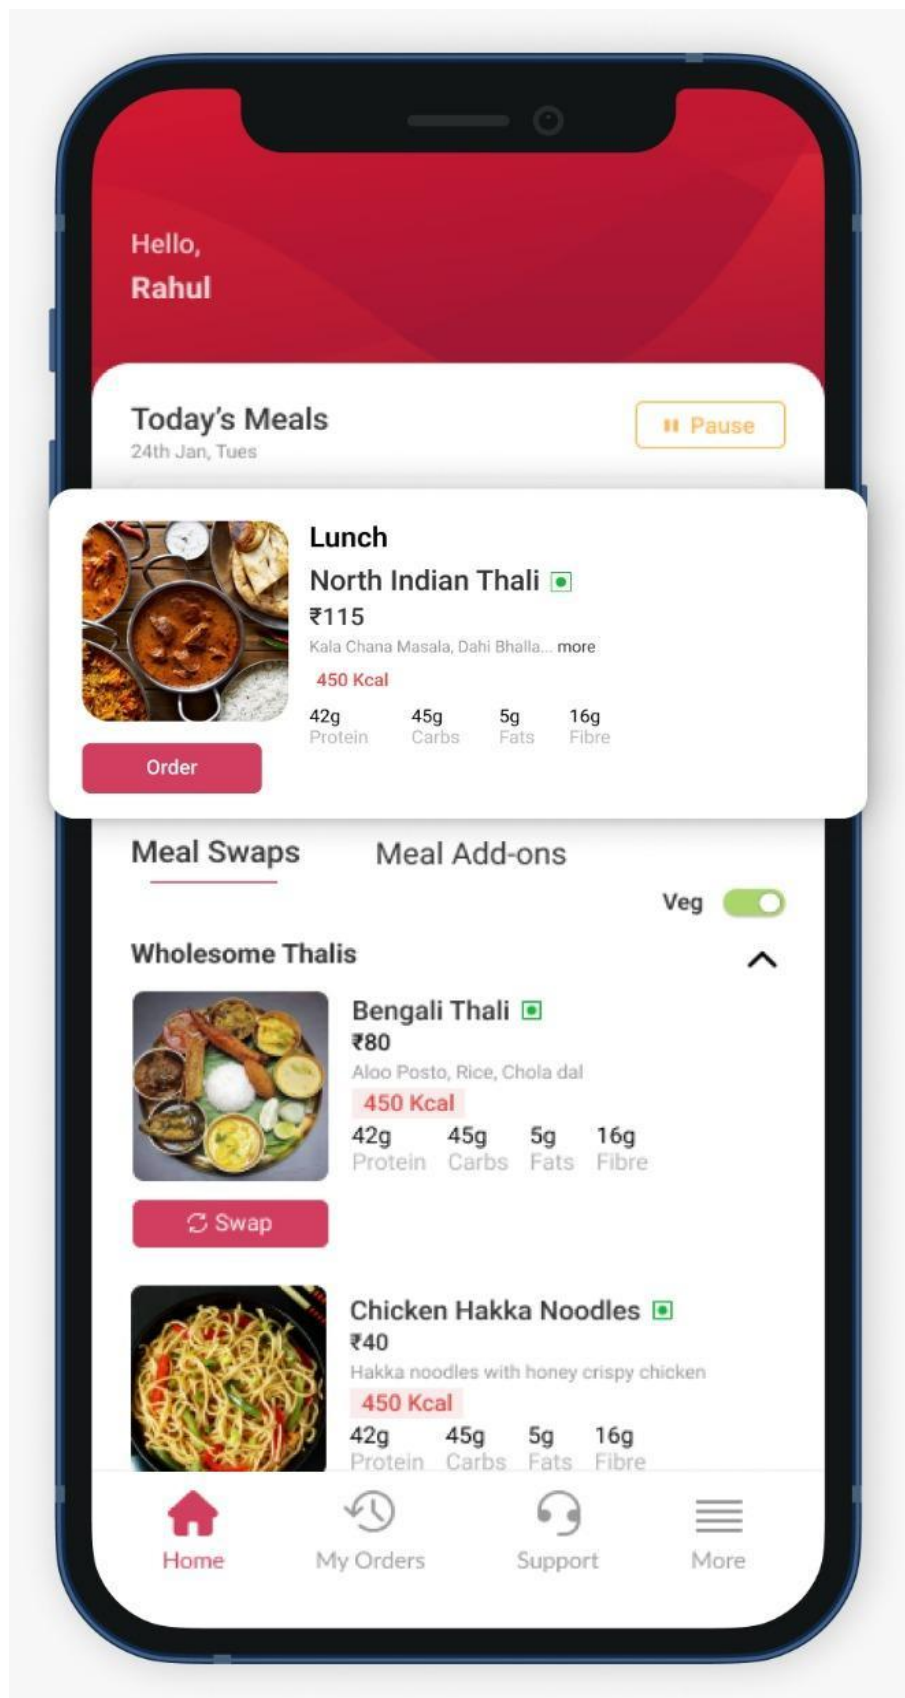 Hello,
Rahul
Today's Meals
Pause
24th Jan, Tues
Lunch
North Indian Thali
₹115
Kala Chana Masala, Dahi Bhalla... more
450 Kcal
42g 45g 5g 16g
Protein Carbs Fats Fibre
Order
Meal Swaps Meal Add-ons
Veg
Wholesome Thalis
Bengali Thali
₹80
Aloo Posto, Rice, Chola dal
450 Kcal
42g 45g 5g 16g
Protein Carbs Fats Fibre
Swap
Chicken Hakka Noodles
₹40
Hakka noodles with honey crispy chicken
450 Kcal
42g 45g 5g 16g
Protein Carbs Fats Fibre
Home My Orders Support More